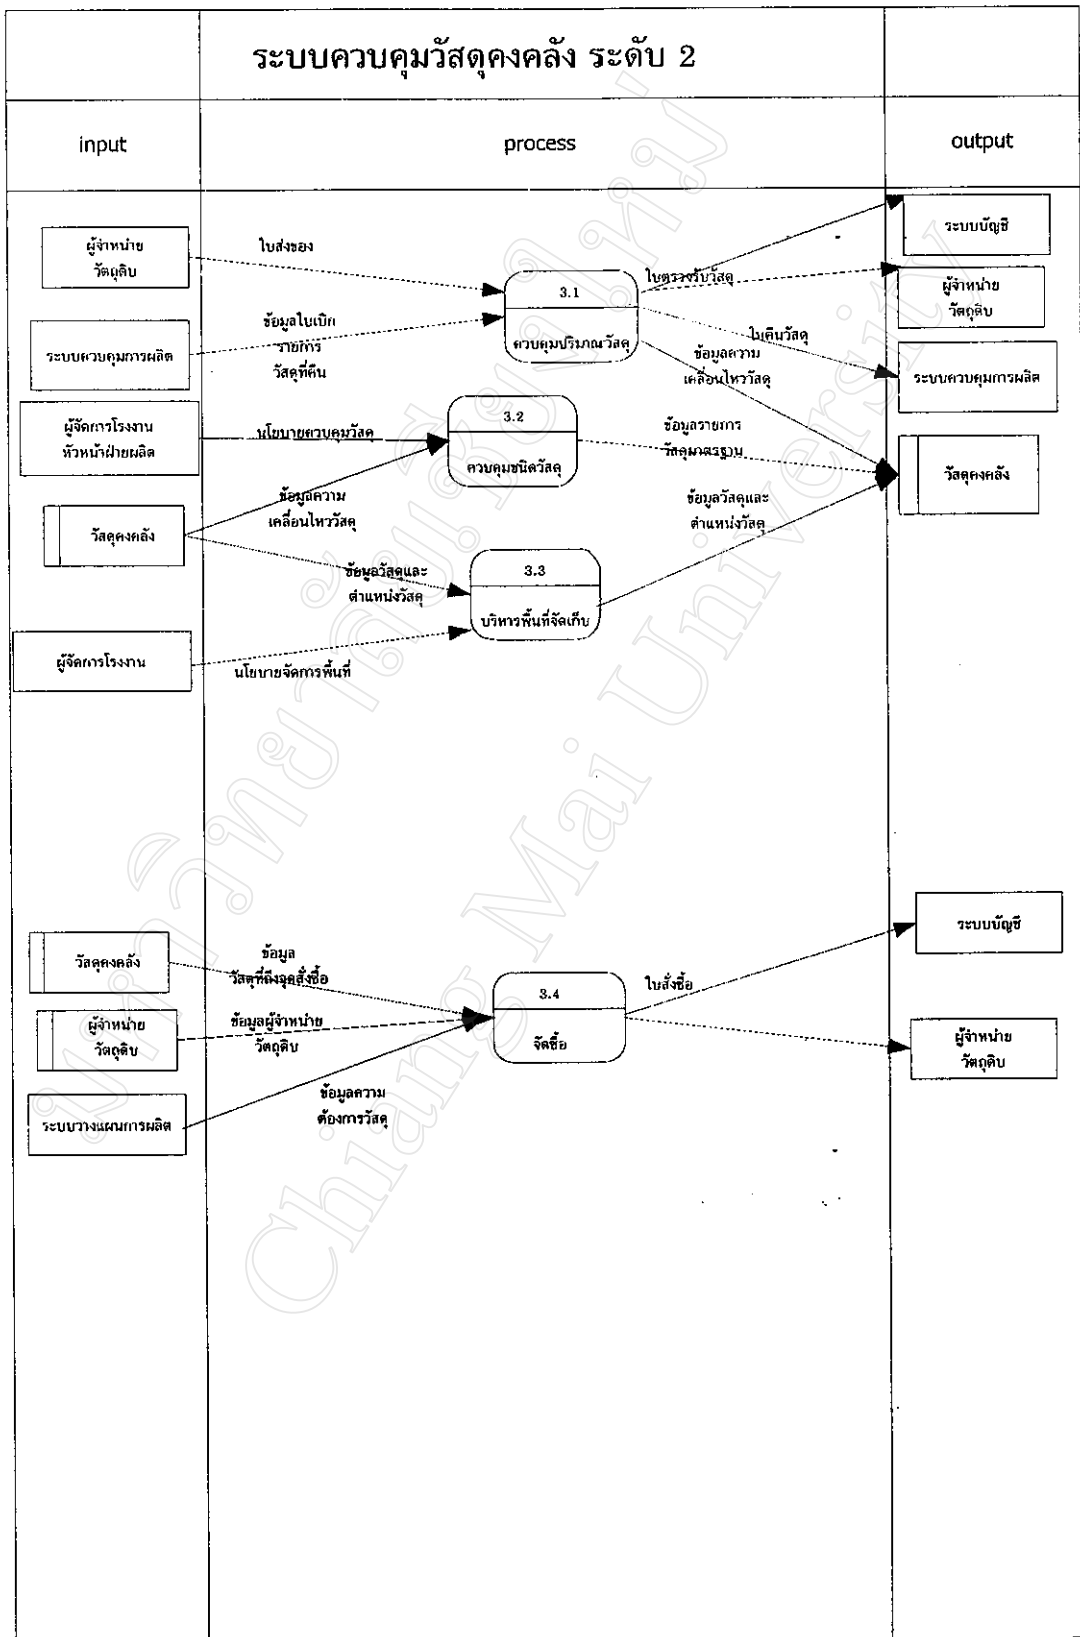 ระบบควบคุมวัสดุคงคลัง ระดับ 2
input
process
output
ผู้จำหน่าย
วัตถุดิบ
ใบส่งของ
ระบบควบคุมการผลิต
ข้อมูลใบเบิก
รายการ
วัสดุที่คืน
3.1
ควบคุมปริมาณวัสดุ
ใบตรวจรับวัสดุ
ใบคืนวัสดุ
ข้อมูลความ
เคลื่อนไหววัสดุ
ระบบบัญชี
ผู้จำหน่าย
วัตถุดิบ
ระบบควบคุมการผลิต
ผู้จัดการโรงงาน
หัวหน้าฝ่ายผลิต
นโยบายควบคุมวัสดุ
3.2
ควบคุมชนิดวัสดุ
ข้อมูลรายการ
วัสดุมาตรฐาน
วัสดุคงคลัง
วัสดุคงคลัง
ข้อมูลความ
เคลื่อนไหววัสดุ
ข้อมูลวัสดุและ
ตำแหน่งวัสดุ
3.3
บริหารพื้นที่จัดเก็บ
ข้อมูลวัสดุและ
ตำแหน่งวัสดุ
ผู้จัดการโรงงาน
นโยบายจัดการพื้นที่
วัสดุคงคลัง
ข้อมูล
วัสดุที่ถึงจุดสั่งซื้อ
ผู้จำหน่าย
วัตถุดิบ
ข้อมูลผู้จำหน่าย
วัตถุดิบ
ระบบวางแผนการผลิต
ข้อมูลความ
ต้องการวัสดุ
3.4
จัดซื้อ
ใบสั่งซื้อ
ระบบบัญชี
ผู้จำหน่าย
วัตถุดิบ
มหาวิทยาลัยเชียงใหม่
Chiang Mai University